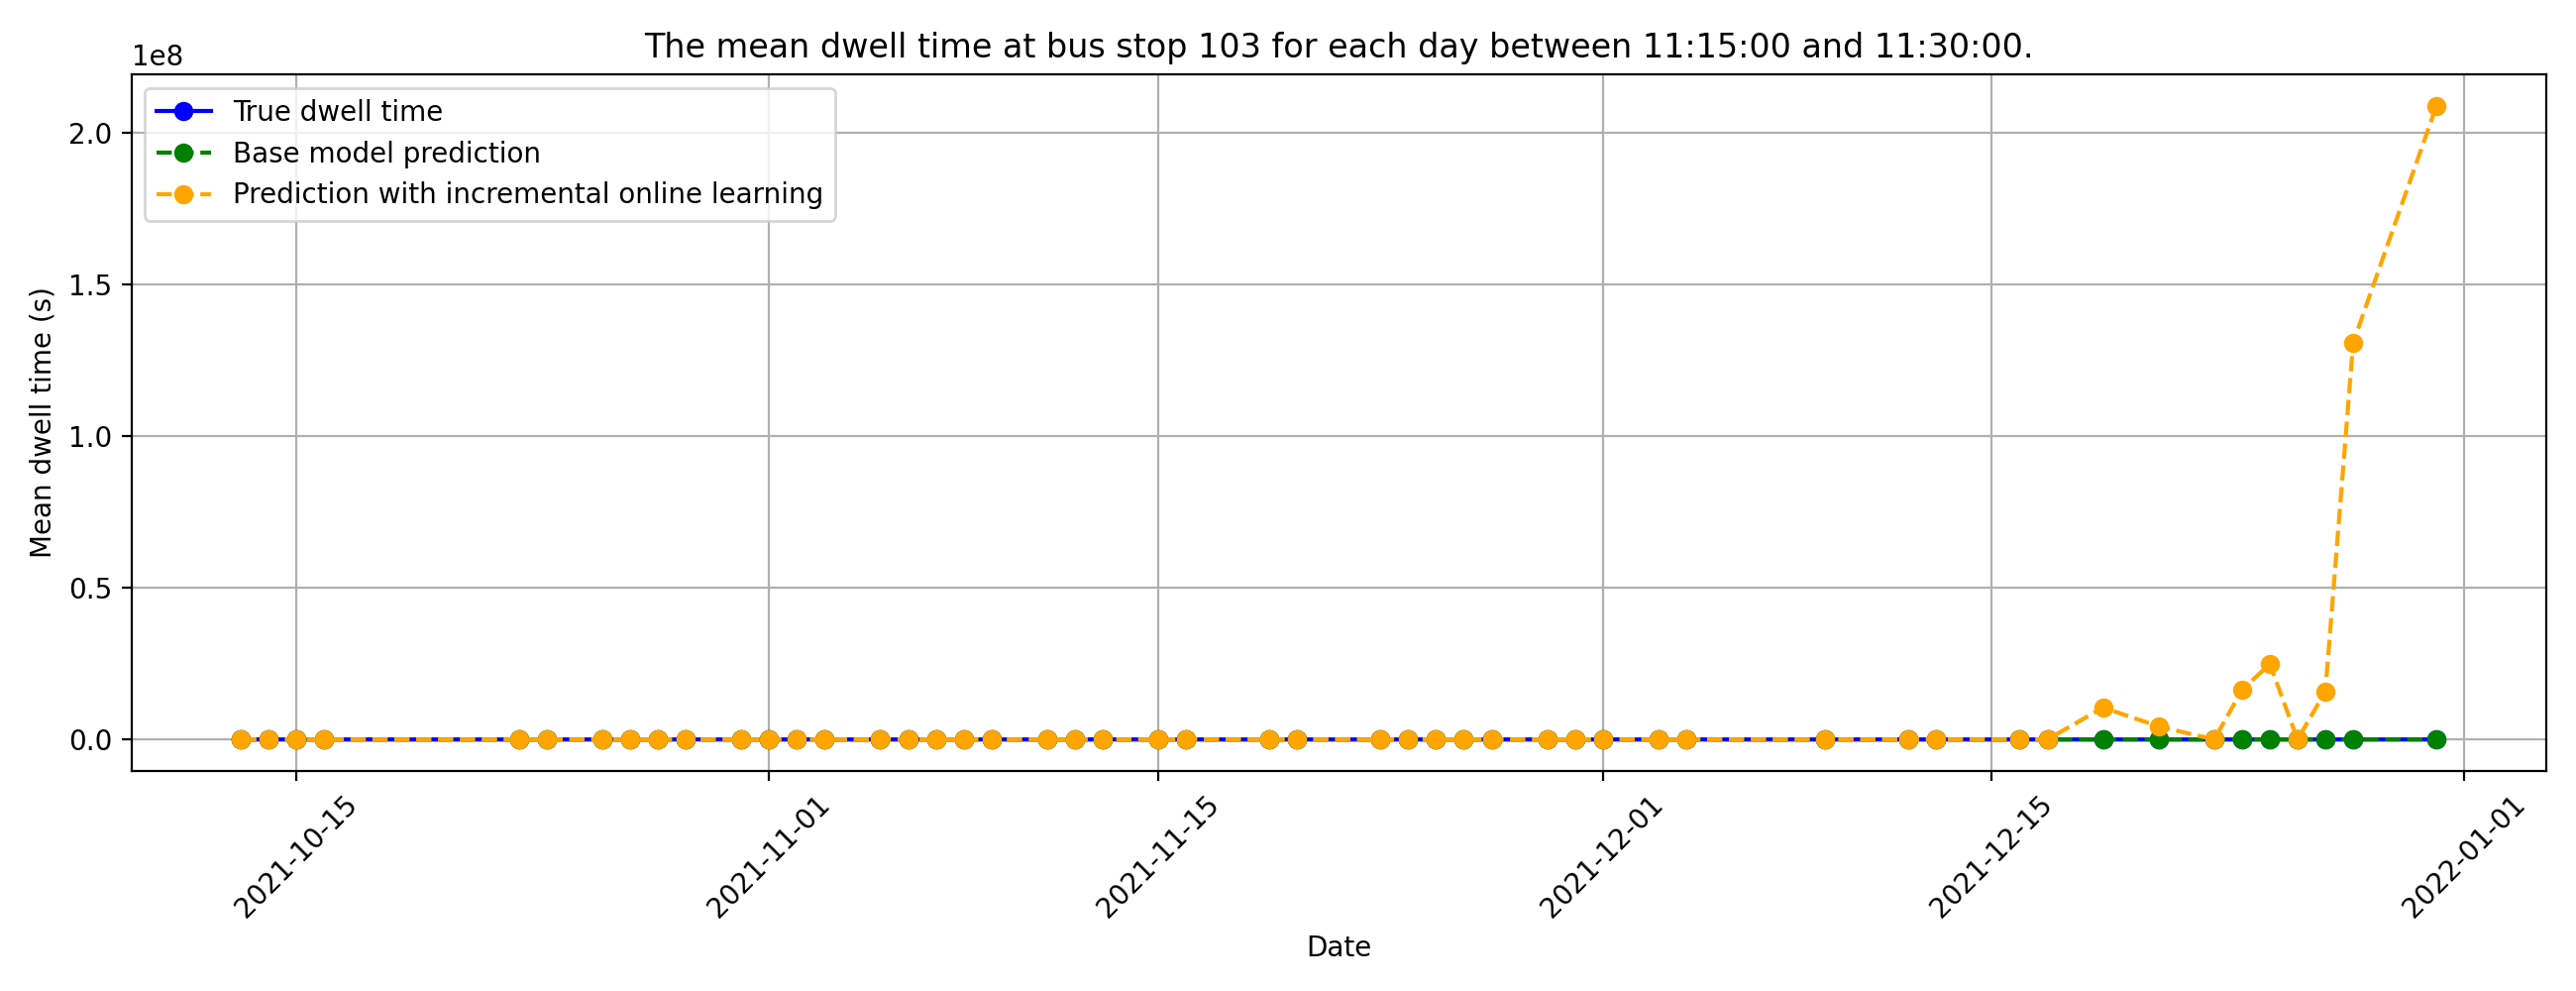 The mean dwell time at bus stop 103 for each day between 11:15:00 and 11:30:00.
1e8
True dwell time
Base model prediction
Prediction with incremental online learning
2.0
1.5
1.0
0.5
0.0
Mean dwell time (s)
2021-10-15
2021-11-01
2021-11-15
2021-12-01
2021-12-15
2022-01-01
Date